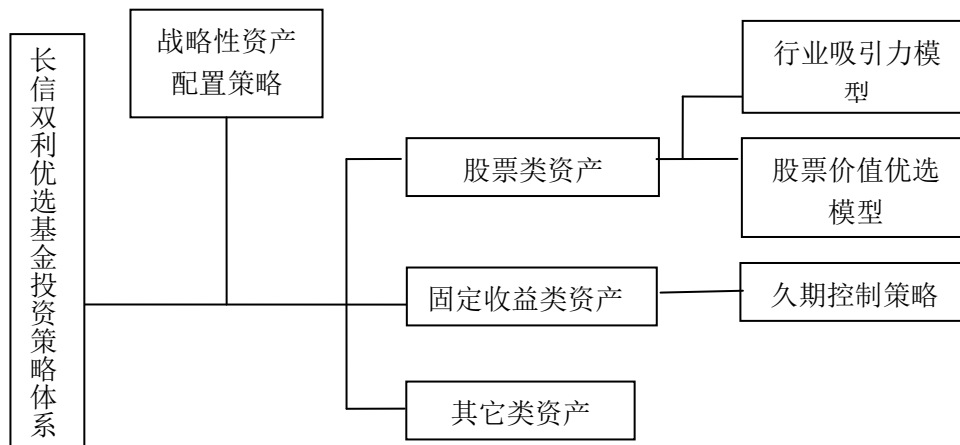 长信双利优选基金投资策略体系
战略性资产
配置策略
行业吸引力模
型
股票类资产
股票价值优选
模型
固定收益类资产
久期控制策略
其它类资产